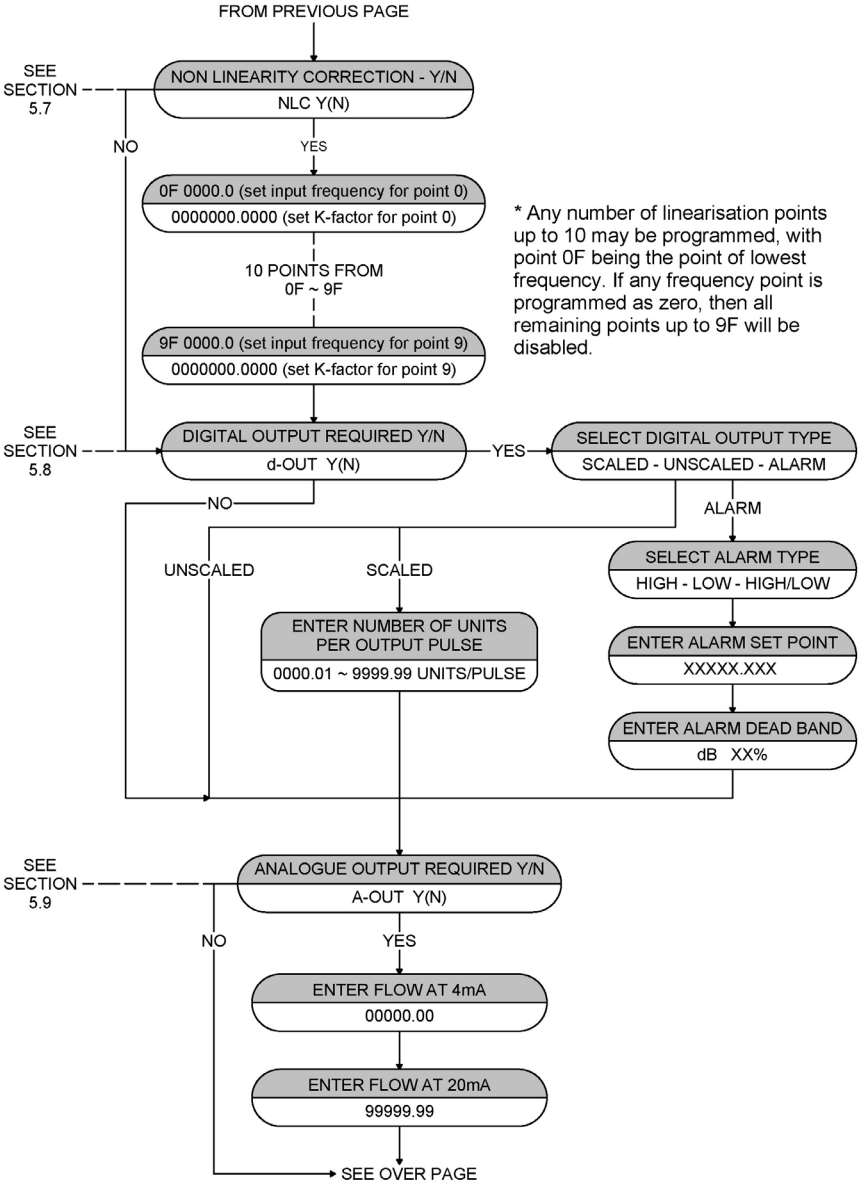 FROM PREVIOUS PAGE
SEE
SECTION
5.7
NON LINEARITY CORRECTION - Y/N
NLC Y(N)
NO
YES
0F 0000.0 (set input frequency for point 0)
0000000.0000 (set K-factor for point 0)
10 POINTS FROM
0F ~ 9F
9F 0000.0 (set input frequency for point 9)
0000000.0000 (set K-factor for point 9)
* Any number of linearisation points
up to 10 may be programmed, with
point 0F being the point of lowest
frequency. If any frequency point is
programmed as zero, then all
remaining points up to 9F will be
disabled.
SEE
SECTION
5.8
DIGITAL OUTPUT REQUIRED Y/N
d-OUT Y(N)
YES
SELECT DIGITAL OUTPUT TYPE
SCALED - UNSCALED - ALARM
NO
ALARM
UNSCALED
SCALED
SELECT ALARM TYPE
HIGH - LOW - HIGH/LOW
ENTER NUMBER OF UNITS
PER OUTPUT PULSE
0000.01 ~ 9999.99 UNITS/PULSE
ENTER ALARM SET POINT
XXXXX.XXX
ENTER ALARM DEAD BAND
dB XX%
SEE
SECTION
5.9
ANALOGUE OUTPUT REQUIRED Y/N
A-OUT Y(N)
NO
YES
ENTER FLOW AT 4mA
00000.00
ENTER FLOW AT 20mA
99999.99
SEE OVER PAGE